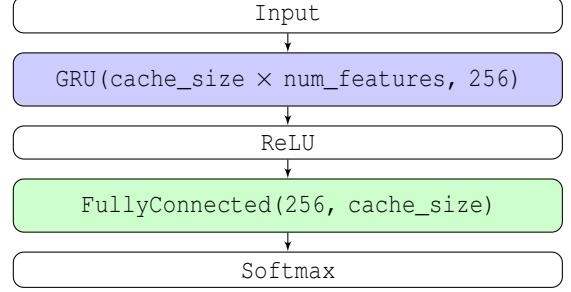 Input
GRU(cache_size × num_features, 256)
ReLU
FullyConnected(256, cache_size)
Softmax